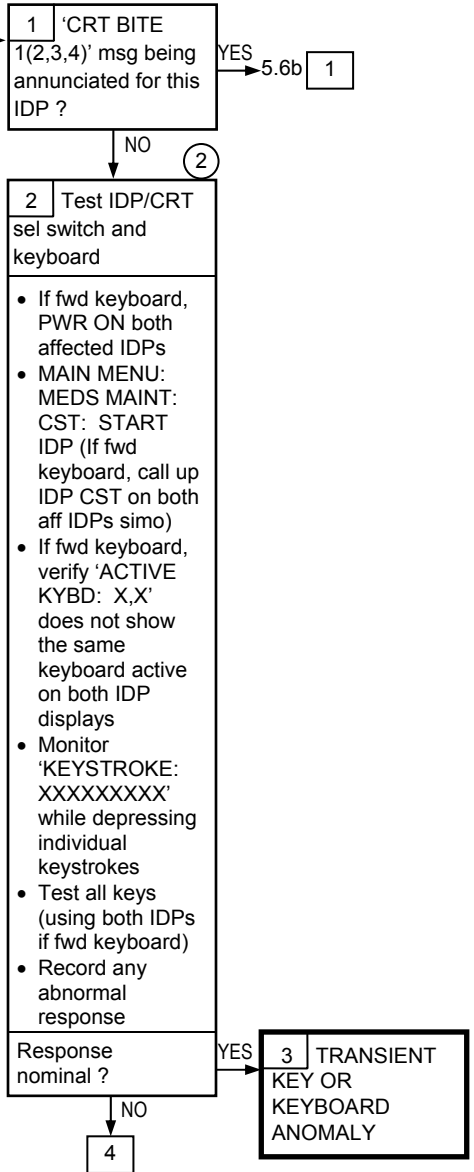 1 'CRT BITE
1(2,3,4)' msg being
annunciated for this
IDP ?
YES
5.6b 1
NO
2
2 Test IDP/CRT
sel switch and
keyboard
• If fwd keyboard,
PWR ON both
affected IDPs
• MAIN MENU:
MEDS MAINT:
CST: START
IDP (If fwd
keyboard, call up
IDP CST on both
aff IDPs simo)
• If fwd keyboard,
verify 'ACTIVE
KYBD: X,X'
does not show
the same
keyboard active
on both IDP
displays
• Monitor
'KEYSTROKE:
XXXXXXXXX'
while depressing
individual
keystrokes
• Test all keys
(using both IDPs
if fwd keyboard)
• Record any
abnormal
response
Response
nominal ?
YES
3 TRANSIENT
KEY OR
KEYBOARD
ANOMALY
NO
4